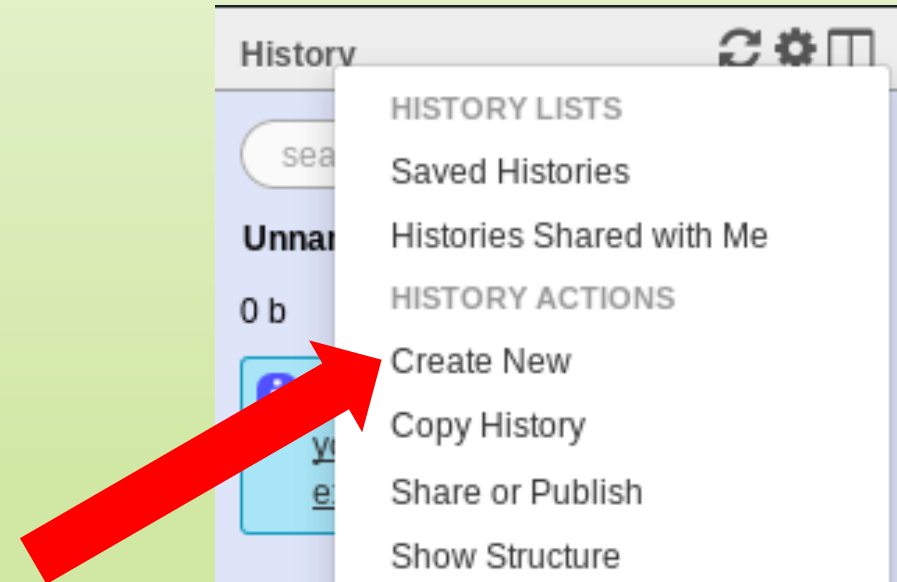 History
HISTORY LISTS
Saved Histories
Histories Shared with Me
0 b
HISTORY ACTIONS
Create New
Copy History
Share or Publish
Show Structure